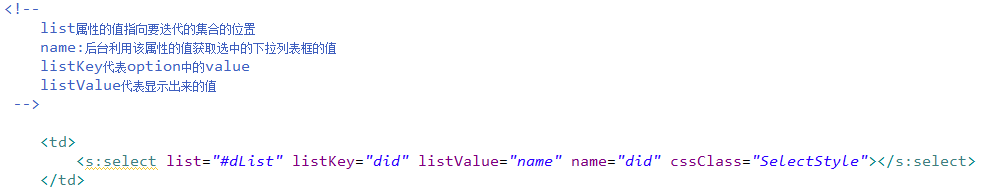 <!--
list属性的值指向要迭代的集合的位置
name:后台利用该属性的值获取选中的下拉列表框的值
listKey代表option中的value
listValue代表显示出来的值
-->
<td>
<s:select list="#dList" listKey="did" listValue="name" name="did" cssClass="SelectStyle"></s:select>
</td>